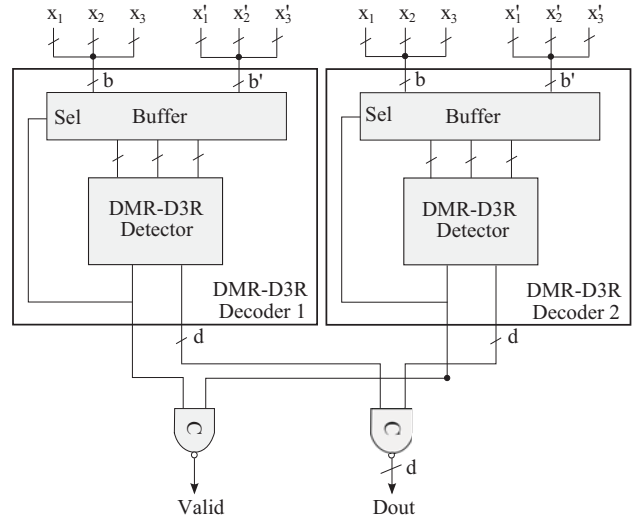 x₁ x₂ x₃ x'₁ x'₂ x'₃ x₁ x₂ x₃ x'₁ x'₂ x'₃
b b' b b'
Sel Buffer Sel Buffer
DMR-D3R
Detector
DMR-D3R
Detector
DMR-D3R
Decoder 1
DMR-D3R
Decoder 2
d d
C C
d
Valid Dout